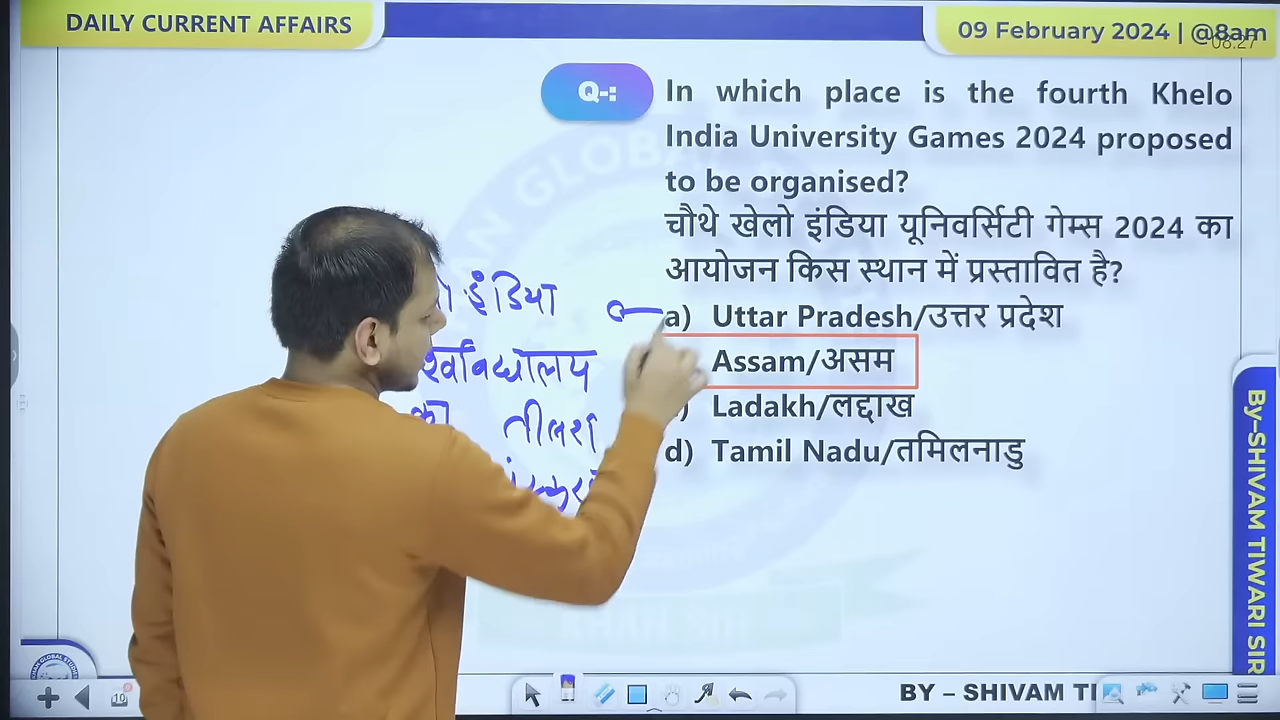 DAILY CURRENT AFFAIRS
09 February 2024 | @8am
08:27
Q-:
In which place is the fourth Khelo
India University Games 2024 proposed
to be organised?
चौथे खेलो इंडिया यूनिवर्सिटी गेम्स 2024 का
आयोजन किस स्थान में प्रस्तावित है?
a) Uttar Pradesh/उत्तर प्रदेश
Assam/असम
Ladakh/लद्दाख
d) Tamil Nadu/तमिलनाडु
इंडिया
By–SHIVAM TIWARI SIR
BY – SHIVAM TI